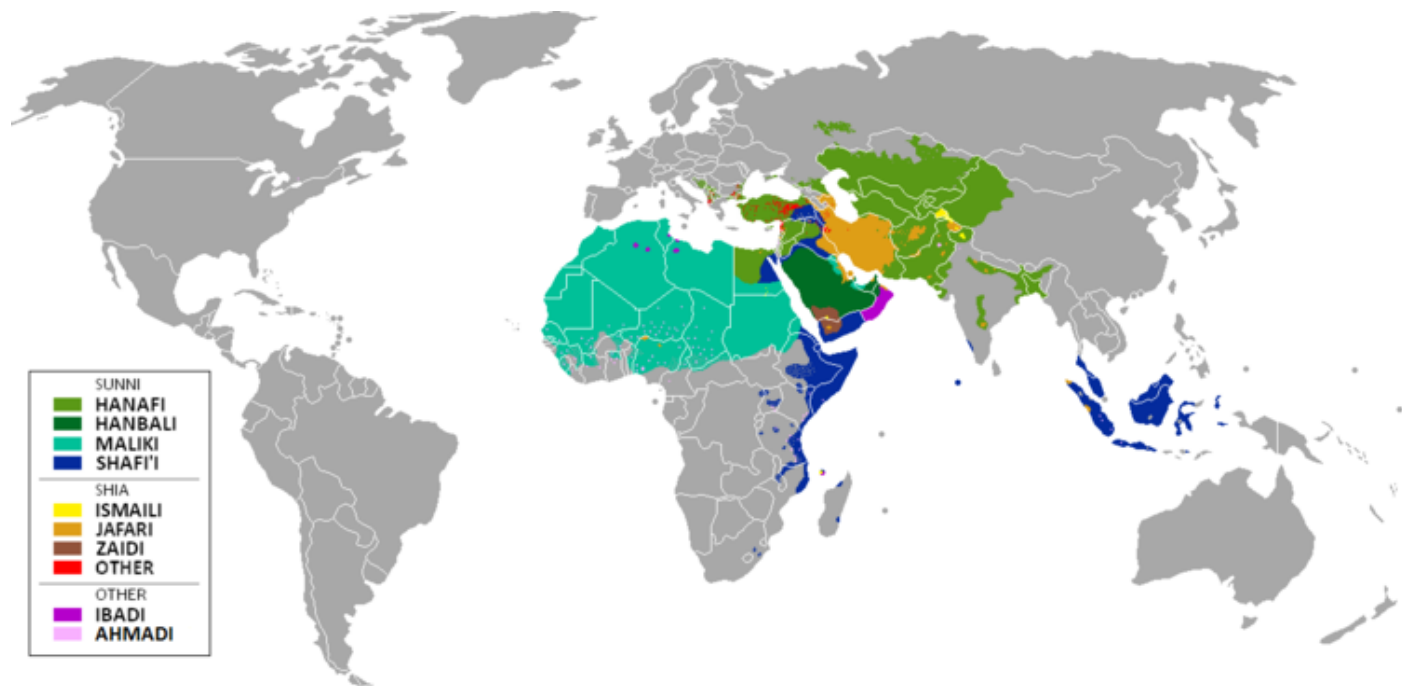 SUNNI
HANAFI
HANBALI
MALIKI
SHAFI'I
SHIA
ISMAILI
JAFARI
ZAIDI
OTHER
OTHER
IBADI
AHMADI